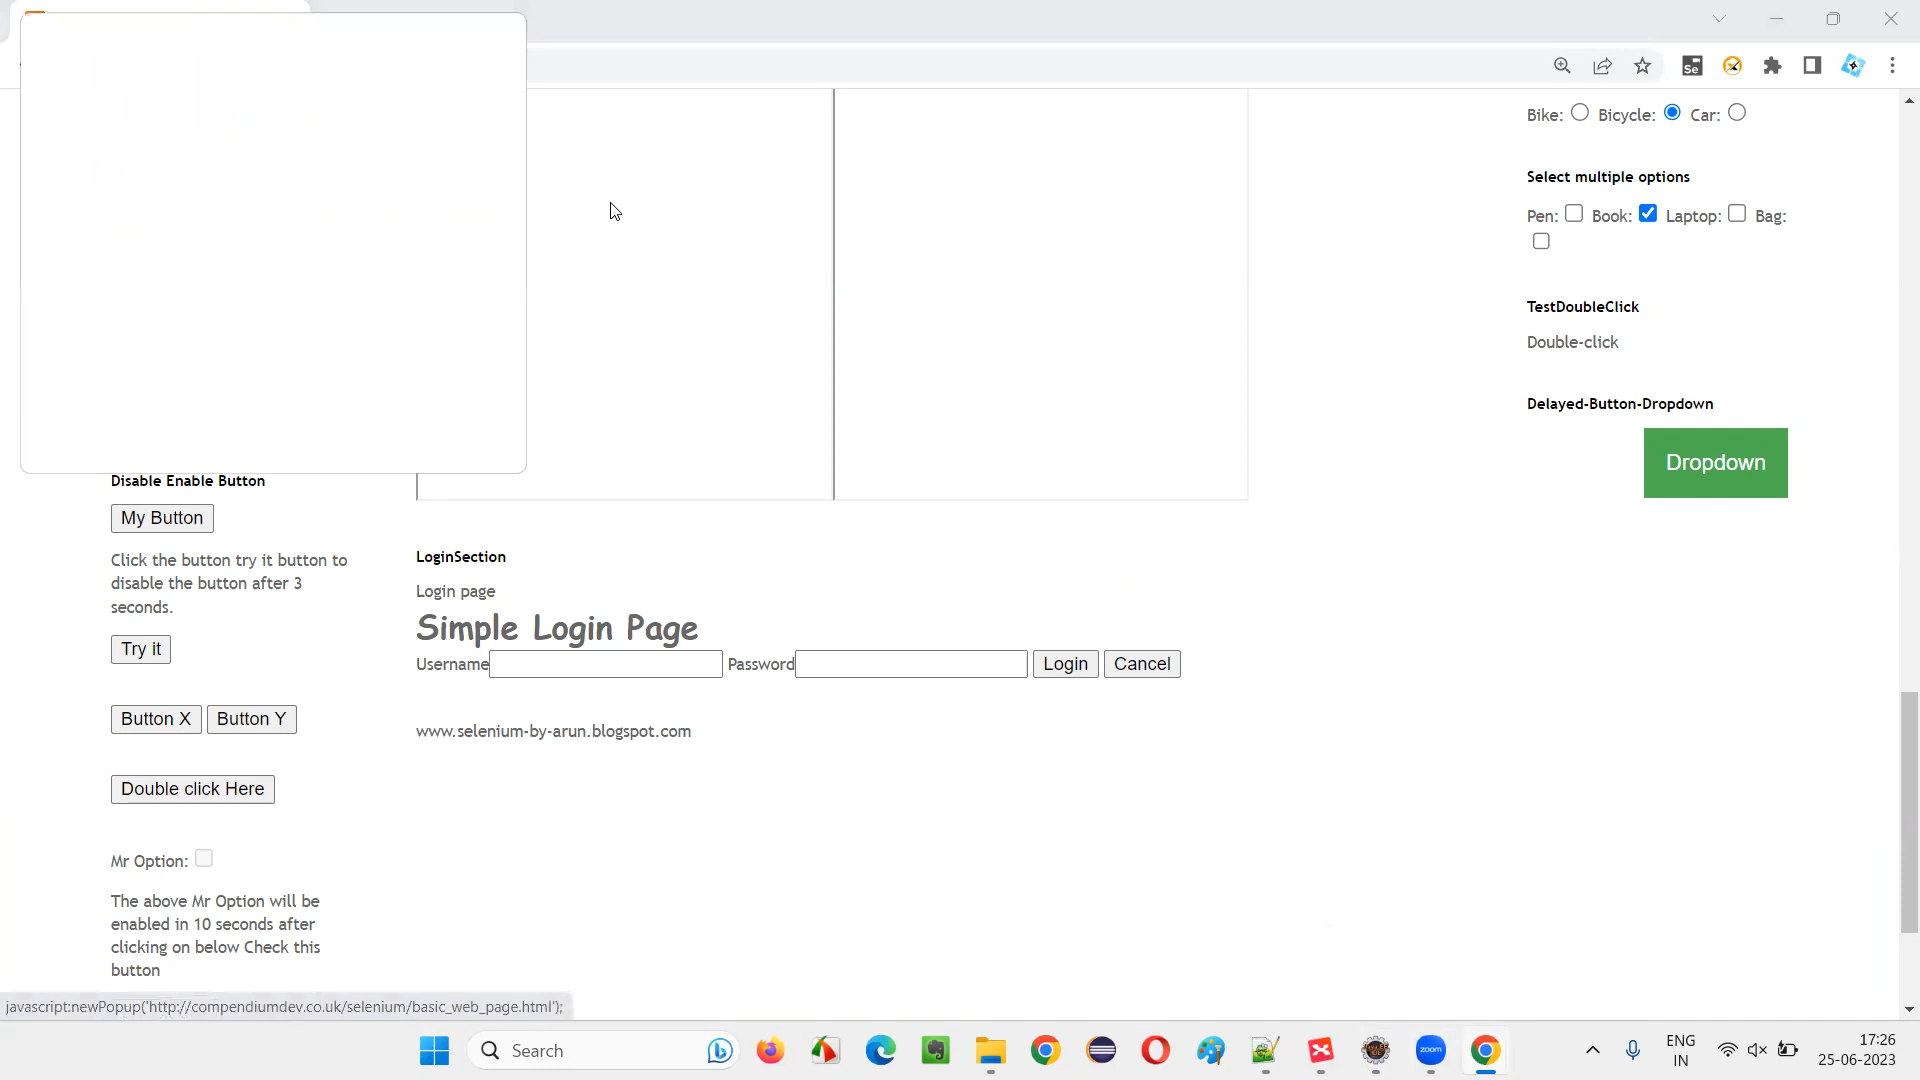 Bike: Bicycle: Car:
Select multiple options
Pen: Book: Laptop: Bag:
TestDoubleClick
Double-click
Delayed-Button-Dropdown
Dropdown
Disable Enable Button
My Button
Click the button try it button to
disable the button after 3
seconds.
Try it
Button X Button Y
Double click Here
Mr Option:
The above Mr Option will be
enabled in 10 seconds after
clicking on below Check this
button
LoginSection
Login page
Simple Login Page
Username Password Login Cancel
www.selenium-by-arun.blogspot.com
javascript:newPopup('http://compendiumdev.co.uk/selenium/basic_web_page.html');
Se
Search
zoom
ENG
IN
17:26
25-06-2023